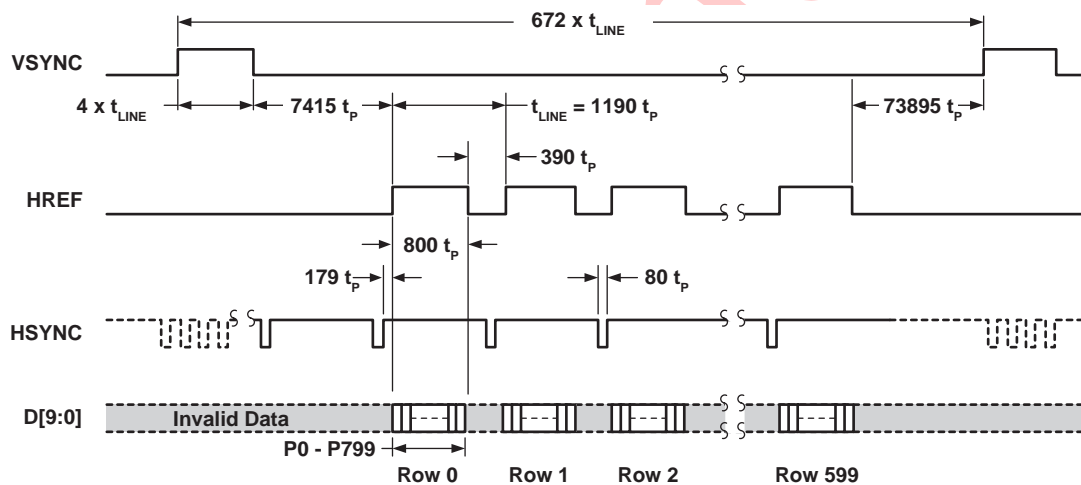 672 x tLINE
VSYNC
4 x tLINE
7415 tP
tLINE = 1190 tP
73895 tP
390 tP
HREF
800 tP
179 tP
80 tP
HSYNC
D[9:0]
Invalid Data
P0 - P799
Row 0
Row 1
Row 2
Row 599